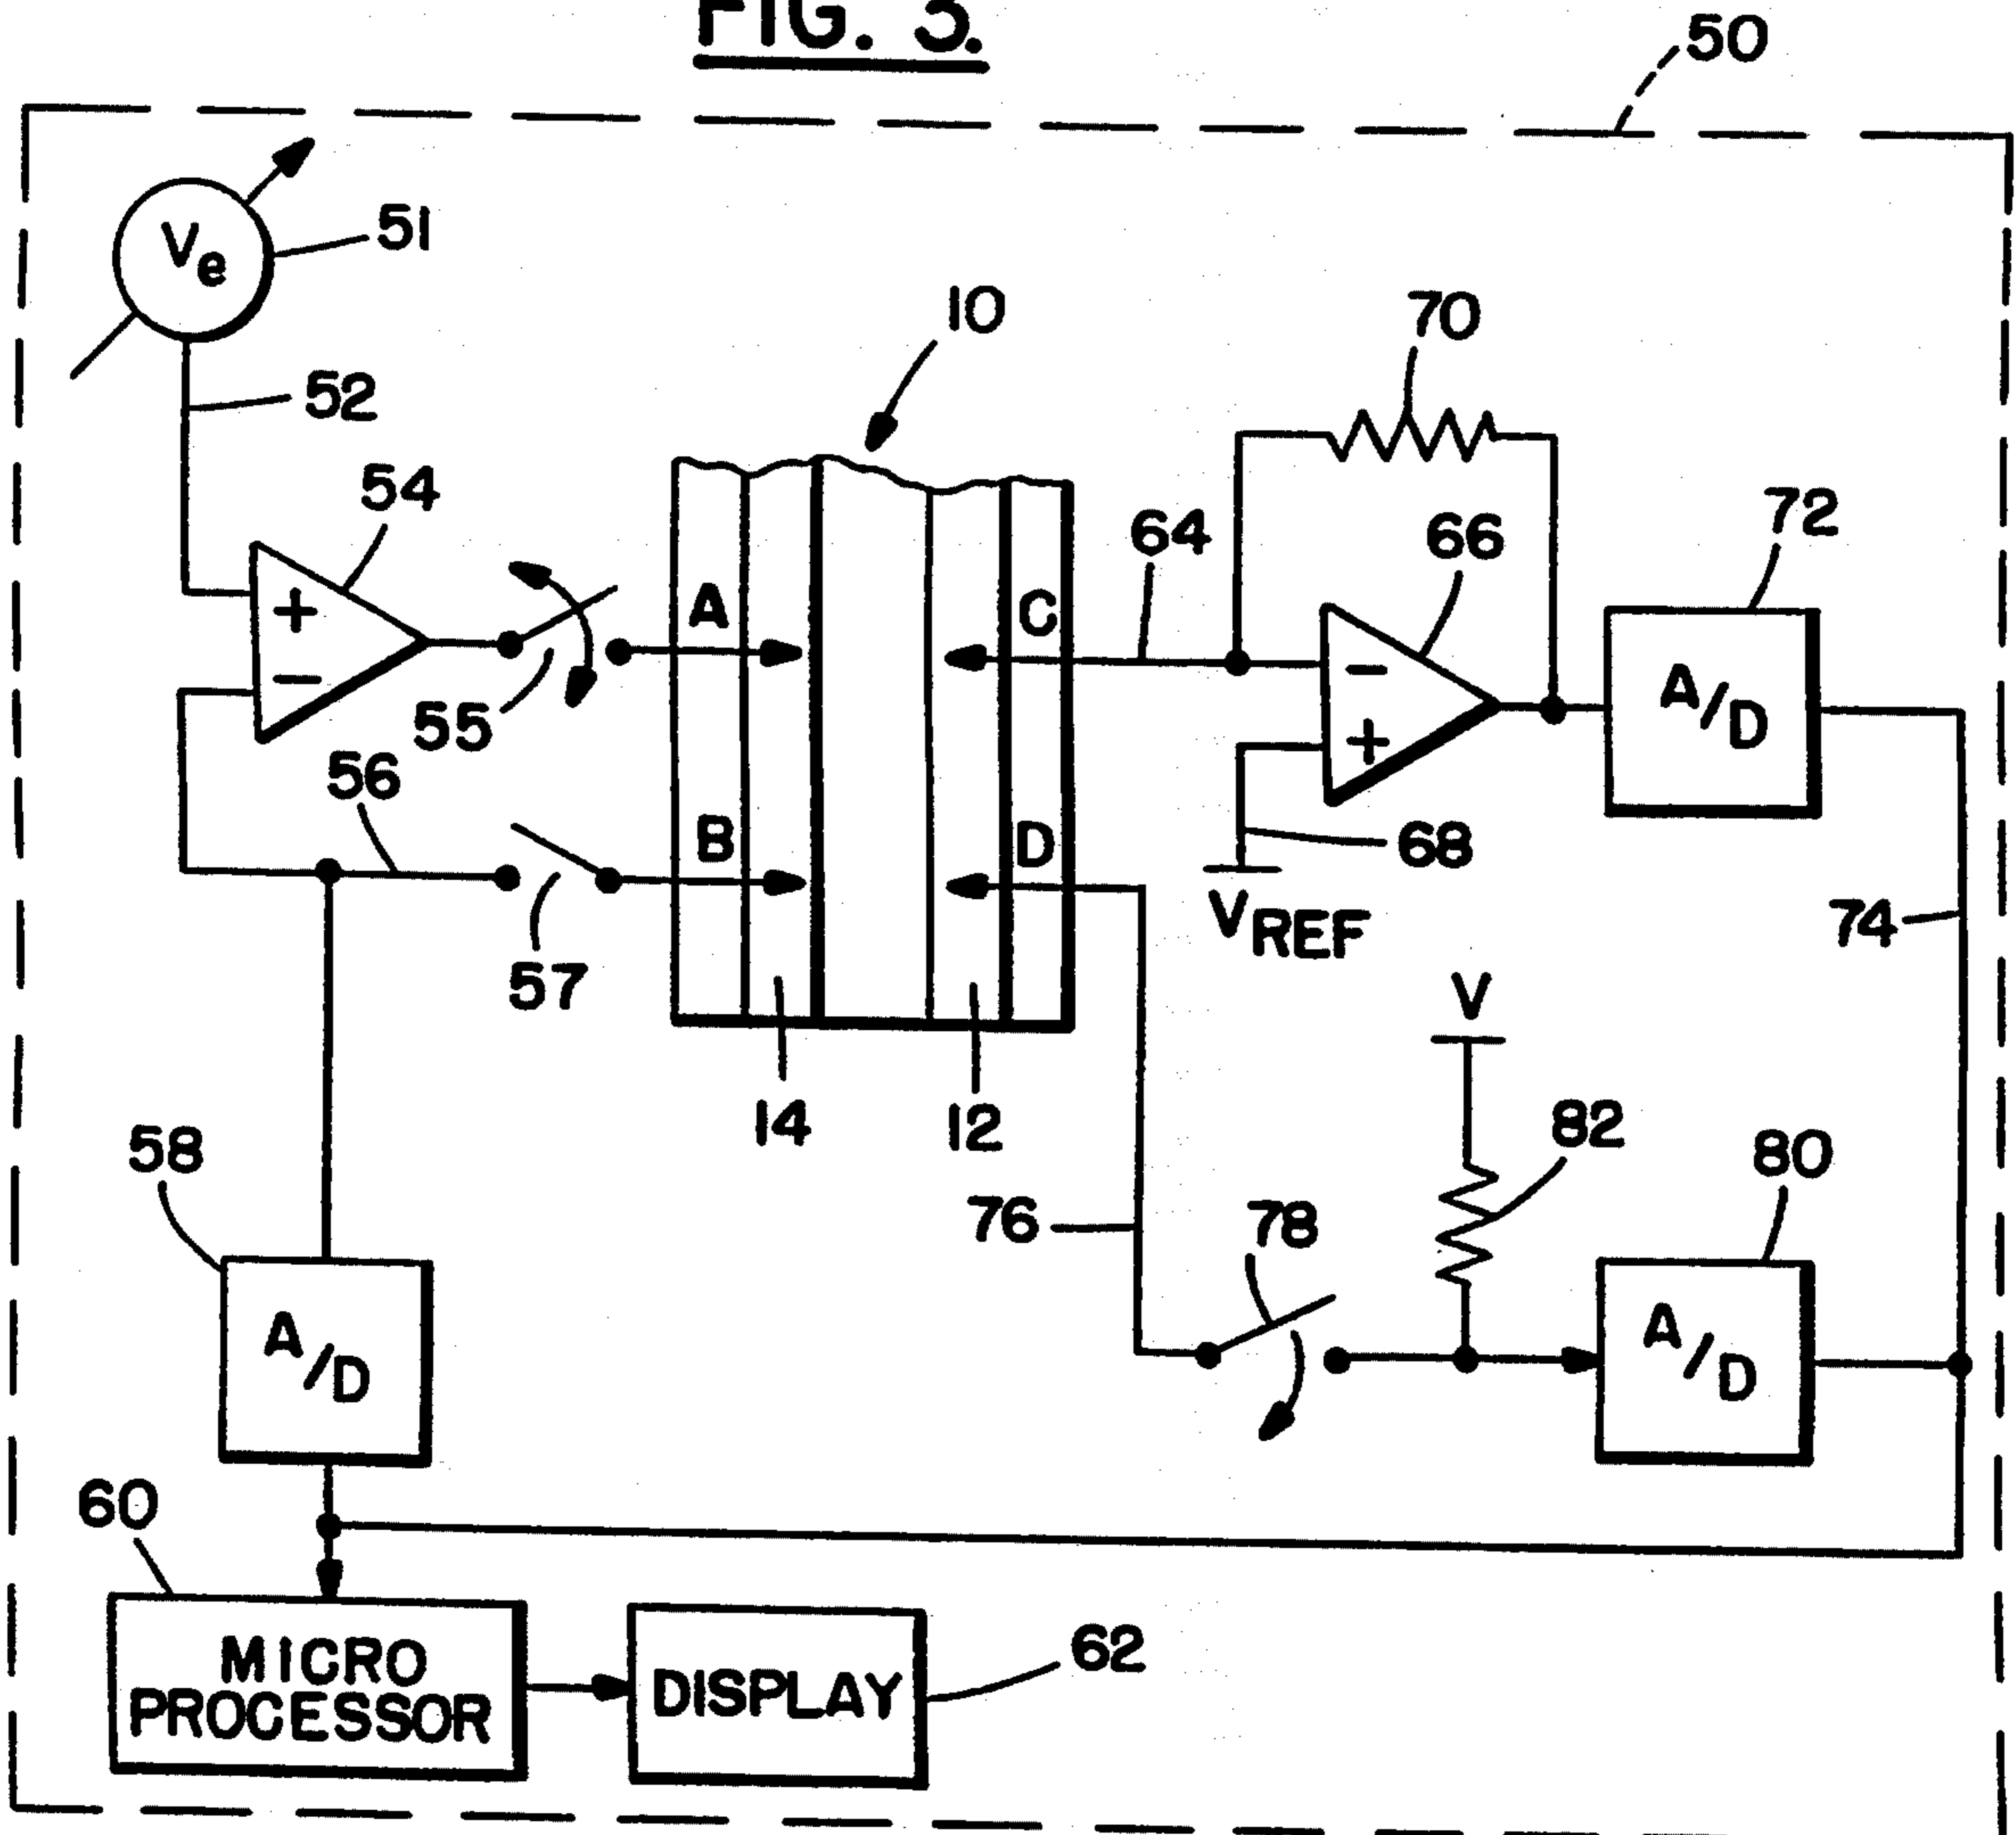 FIG. 3.
50
Ve
51
52
10
70
54
72
64
66
+
A
C
−
A/D
−
55
+
56
B
D
68
VREF
74
57
V
14
12
82
58
80
76
78
A/D
A/D
60
MICRO
PROCESSOR
DISPLAY
62